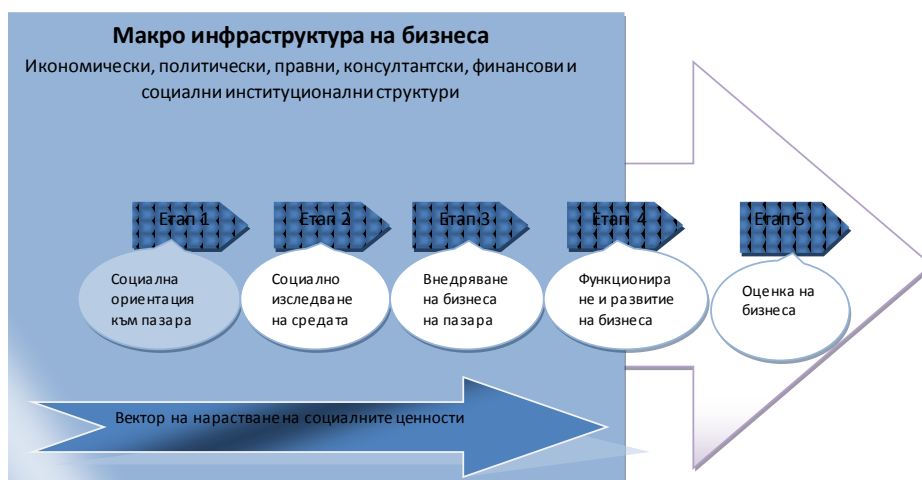 Макро инфраструктура на бизнеса
Икономически, политически, правни, консултантски, финансови и
социални институционални структури
Етап 1
Етап 2
Етап 3
Етап 4
Етап 5
Социална
ориентация
към пазара
Социално
изследване
на средата
Внедряване
на бизнеса
на пазара
Функционира
не и развитие
на бизнеса
Оценка на
бизнеса
Вектор на нарастване на социалните ценности